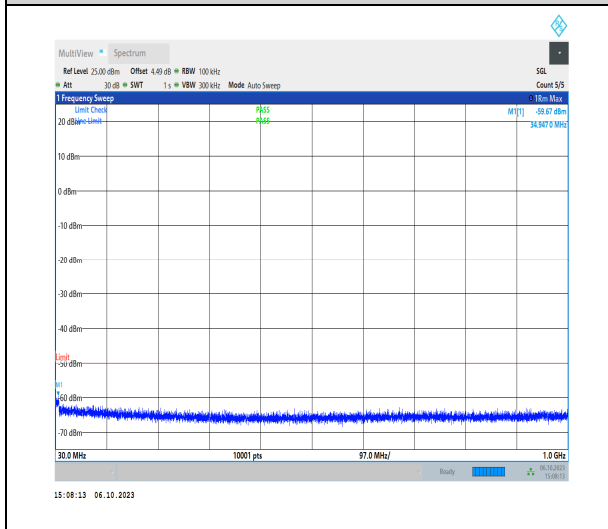 MultiView Spectrum
Ref Level 25.00 dBm Offset 4.49 dB RBW 100 kHz SGL
Att 30 dB SWT 1 s VBW 300 kHz Mode Auto Sweep Count 5/5
1 Frequency Sweep 1Rm Max
Limit Check PASS M1[1] -59.67 dBm
20 dBm Line Limit PASS 34.9470 MHz
10 dBm
0 dBm
-10 dBm
-20 dBm
-30 dBm
-40 dBm
Limit
-50 dBm
M1
-60 dBm
-70 dBm
30.0 MHz 10001 pts 97.0 MHz/ 1.0 GHz
Ready 06.10.2023
15:08:13
15:08:13 06.10.2023